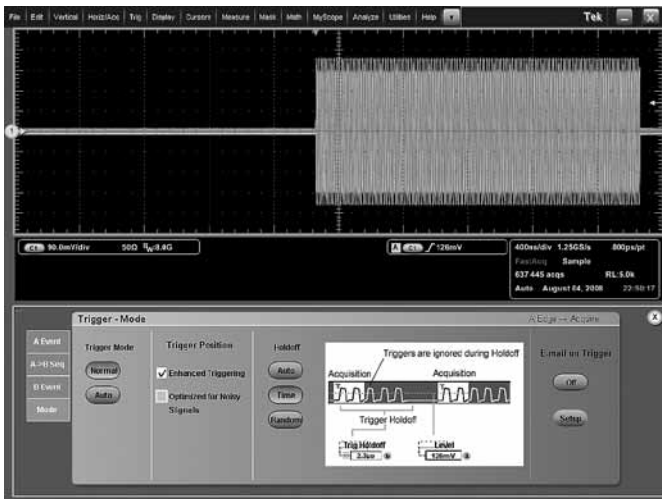 File Edit Vertical Horiz/Acq Trig Display Cursors Measure Mask Math MyScope Analyze Utilities Help Tek X
1
C1 90.0mV/div 50Ω BW:8.0G
A C1 126mV
400ns/div 1.25GS/s 800ps/pt
FastAcq Sample
637 445 acqs RL:5.0k
Auto August 04, 2008 22:50:17
Trigger - Mode
A Edge → Acquire
X
A Event
A->B Seq
B Event
Mode
Trigger Mode
Normal
Auto
Trigger Position
Enhanced Triggering
Optimized for Noisy
Signals
Holdoff
Auto
Time
Random
Triggers are ignored during Holdoff
Acquisition Acquisition
Trigger Holdoff
Trig Holdoff
Level
126mV
E-mail on Trigger
Off
Setup